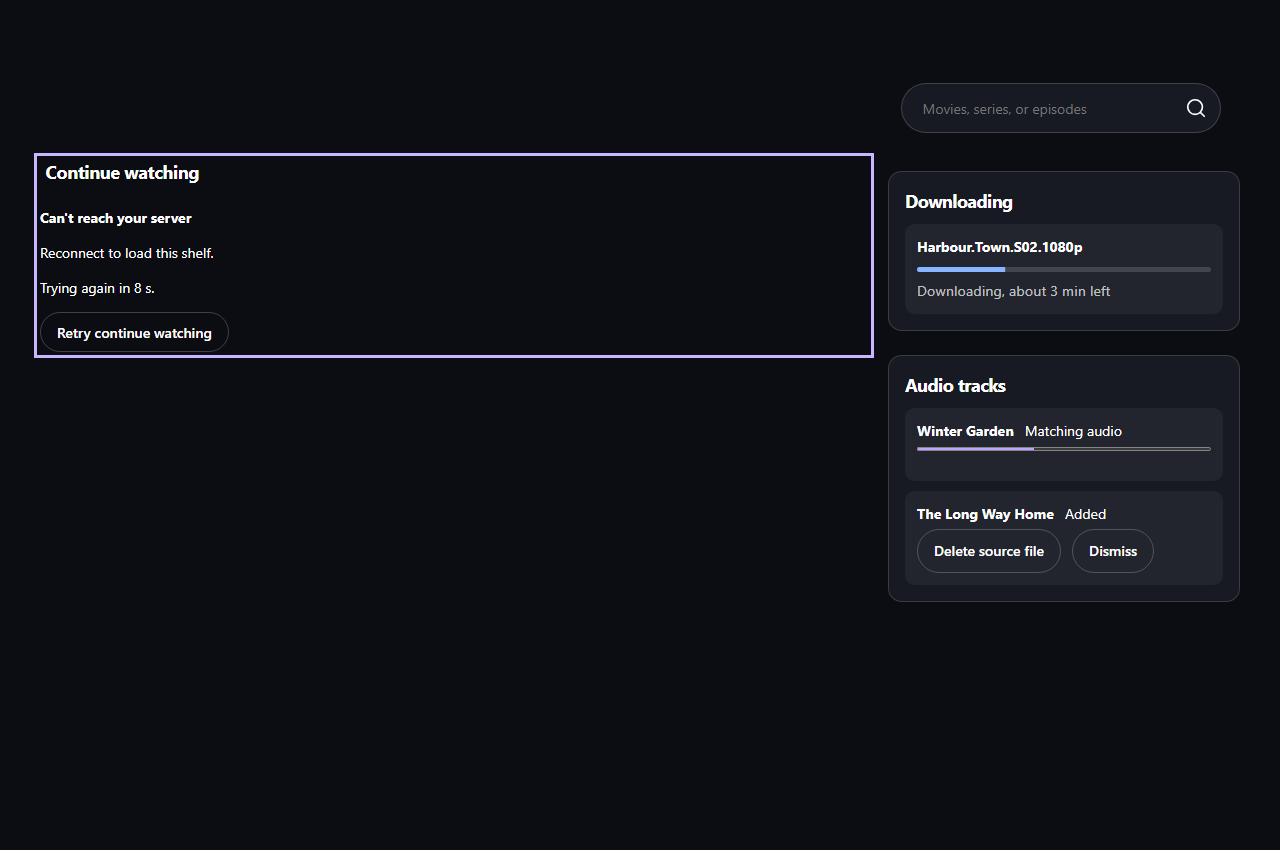 Movies, series, or episodes
Continue watching
Can't reach your server
Reconnect to load this shelf.
Trying again in 8 s.
Retry continue watching
Downloading
Harbour.Town.S02.1080p
Downloading, about 3 min left
Audio tracks
Winter Garden Matching audio
The Long Way Home Added
Delete source file Dismiss